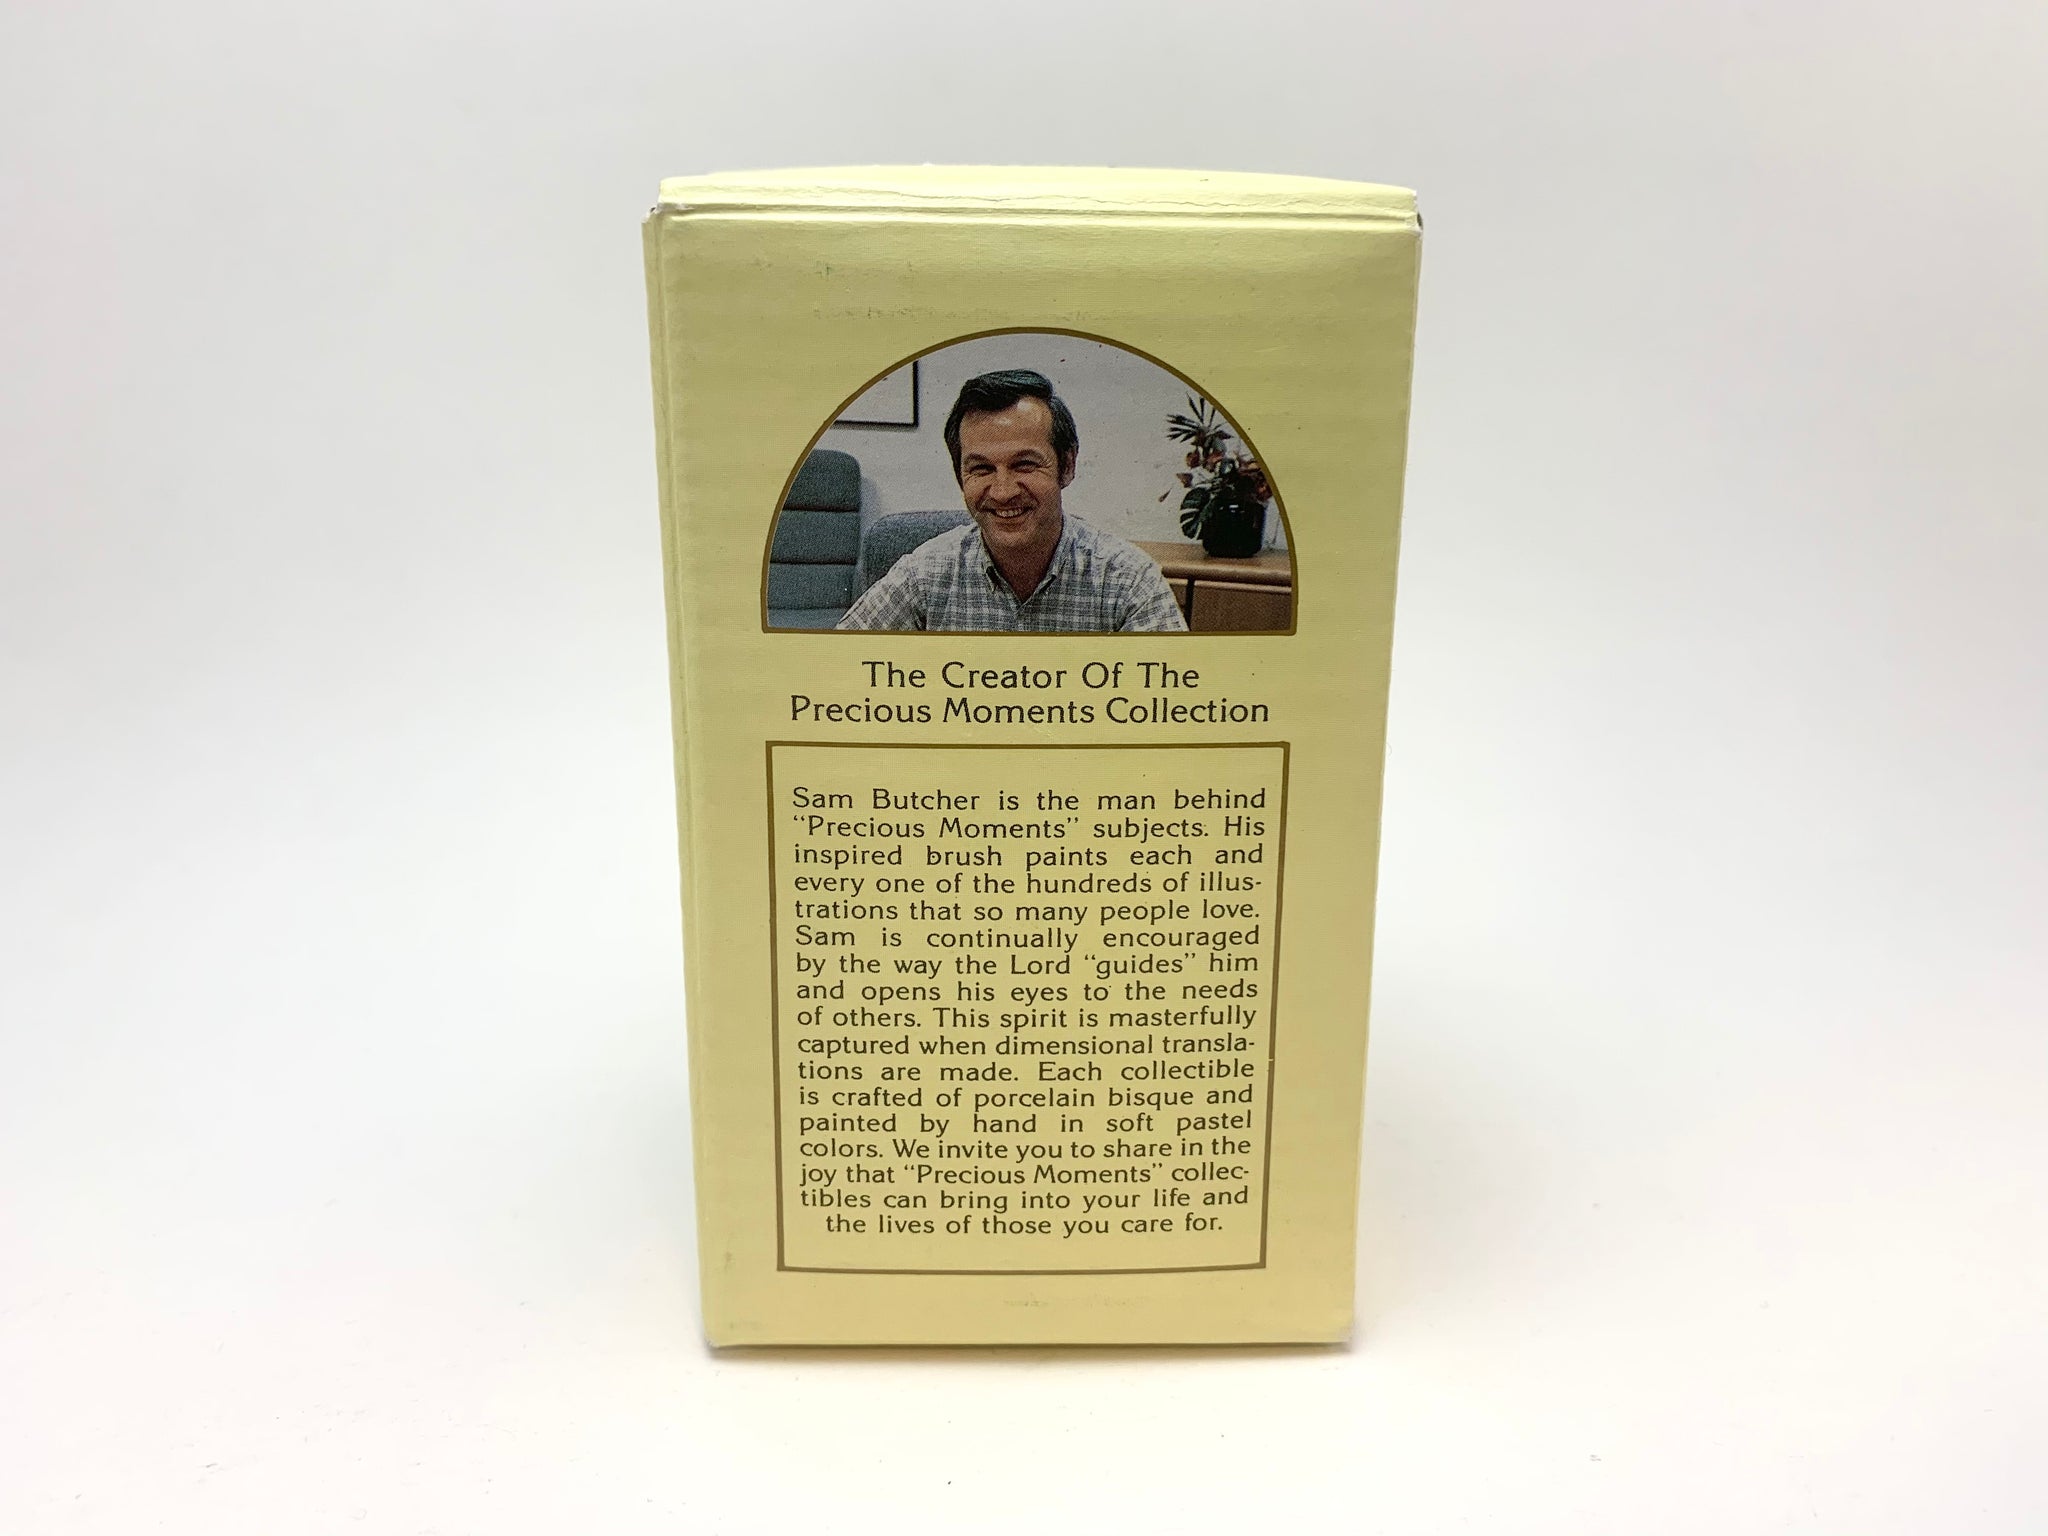 The Creator Of The
Precious Moments Collection
Sam Butcher is the man behind
“Precious Moments” subjects. His
inspired brush paints each and
every one of the hundreds of illus-
trations that so many people love.
Sam is continually encouraged
by the way the Lord “guides” him
and opens his eyes to the needs
of others. This spirit is masterfully
captured when dimensional transla-
tions are made. Each collectible
is crafted of porcelain bisque and
painted by hand in soft pastel
colors. We invite you to share in the
joy that “Precious Moments” collec-
tibles can bring into your life and
the lives of those you care for.